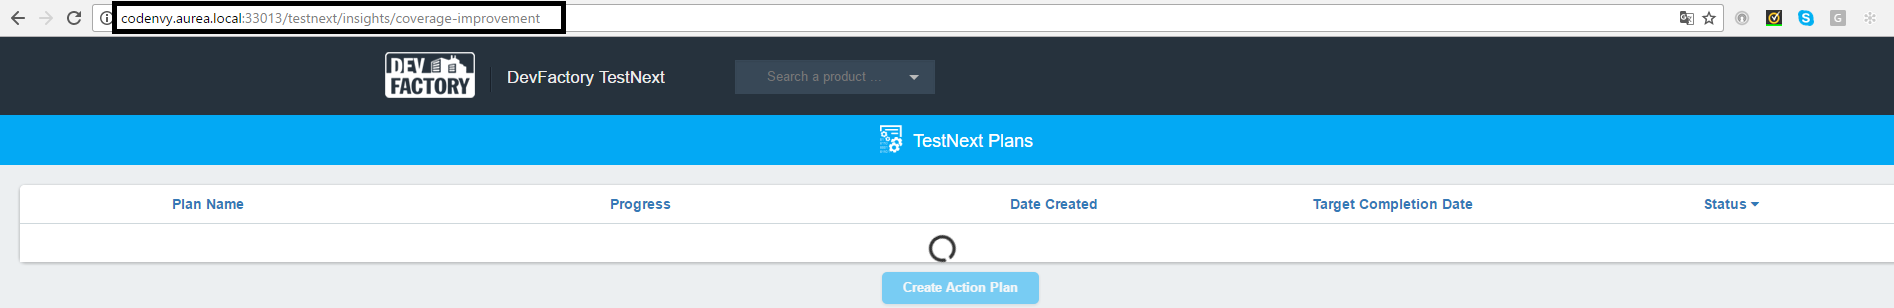 codenvy.aurea.local:33013/testnext/insights/coverage-improvement
DEV
FACTORY
DevFactory TestNext
Search a product ...
TestNext Plans
Plan Name Progress Date Created Target Completion Date Status
Create Action Plan